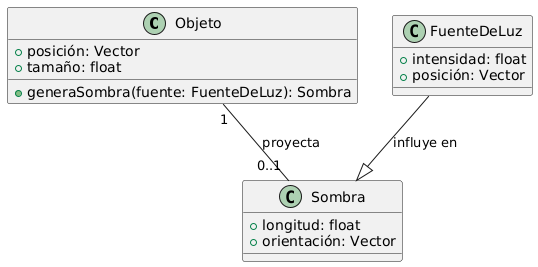 C Objeto
posición: Vector
tamaño: float
generaSombra(fuente: FuenteDeLuz): Sombra
C FuenteDeLuz
intensidad: float
posición: Vector
1
proyecta
0..1
influye en
C Sombra
longitud: float
orientación: Vector